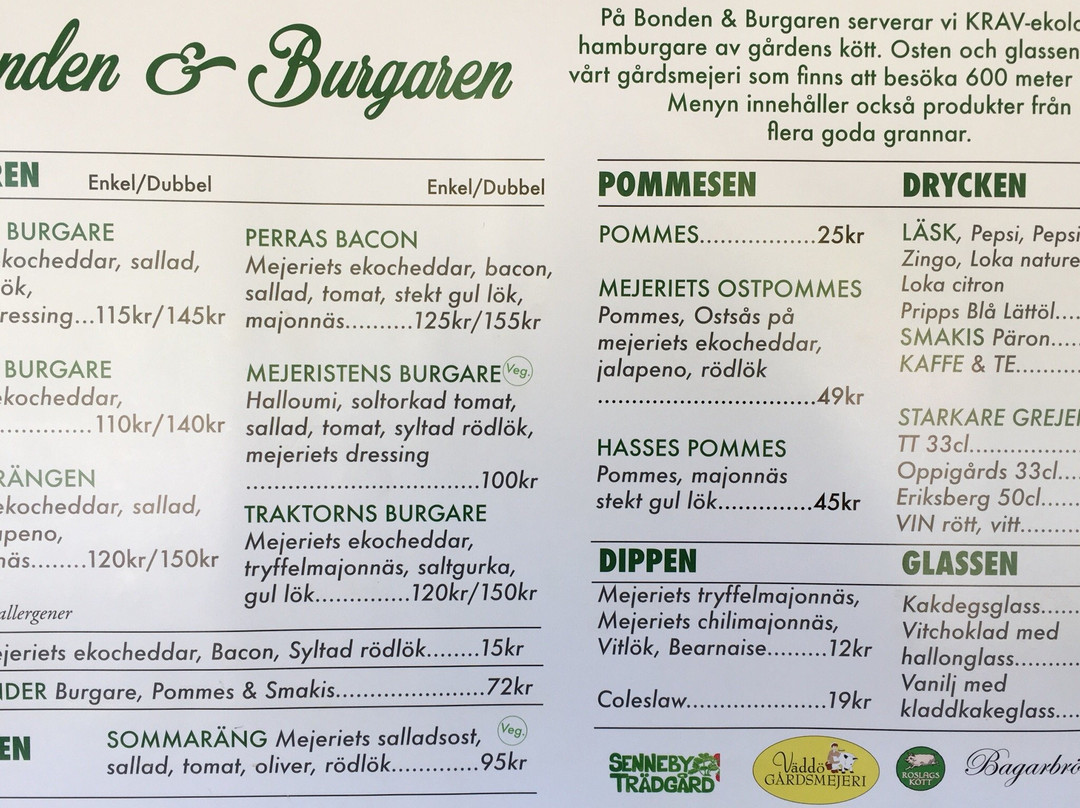 nden & Burgaren
På Bonden & Burgaren serverar vi KRAV-ekolo
hamburgare av gårdens kött. Osten och glassen
vårt gårdsmejeri som finns att besöka 600 meter
Menyn innehåller också produkter från
flera goda grannar.
REN Enkel/Dubbel Enkel/Dubbel
BURGARE
kocheddar, sallad,
ök,
ressing...115kr/145kr
BURGARE
ekocheddar,
..............110kr/140kr
RÄNGEN
ekocheddar, sallad,
apeno,
näs........120kr/150kr
allergener
PERRAS BACON
Mejeriets ekocheddar, bacon,
sallad, tomat, stekt gul lök,
majonnäs..........125kr/155kr
MEJERISTENS BURGARE Veg.
Halloumi, soltorkad tomat,
sallad, tomat, syltad rödlök,
mejeriets dressing
..................................100kr
TRAKTORNS BURGARE
Mejeriets ekocheddar,
tryffelmajonnäs, saltgurka,
gul lök..............120kr/150kr
ejeriets ekocheddar, Bacon, Syltad rödlök........15kr
NDER Burgare, Pommes & Smakis......................72kr
EN
SOMMARÄNG Mejeriets salladsost, Veg.
sallad, tomat, oliver, rödlök.............95kr
POMMESEN
POMMES.................25kr
MEJERIETS OSTPOMMES
Pommes, Ostsås på
mejeriets ekocheddar,
jalapeno, rödlök
................................49kr
HASSES POMMES
Pommes, majonnäs
stekt gul lök..............45kr
DIPPEN
Mejeriets tryffelmajonnäs,
Mejeriets chilimajonnäs,
Vitlök, Bearnaise.........12kr
Coleslaw.....................19kr
DRYCKEN
LÄSK, Pepsi, Pepsi
Zingo, Loka nature
Loka citron
Pripps Blå Lättöl....
SMAKIS Päron.....
KAFFE & TE..........
STARKARE GREJE
TT 33cl................
Oppigårds 33cl....
Eriksberg 50cl......
VIN rött, vitt.........
GLASSEN
Kakdegsglass......
Vitchoklad med
hallonglass..........
Vanilj med
kladdkakeglass....
SENNEBY
TRÄDGÅRD
Väddö
GÅRDSMEJERI
ROSLAGS
KÖTT
Bagarbrö